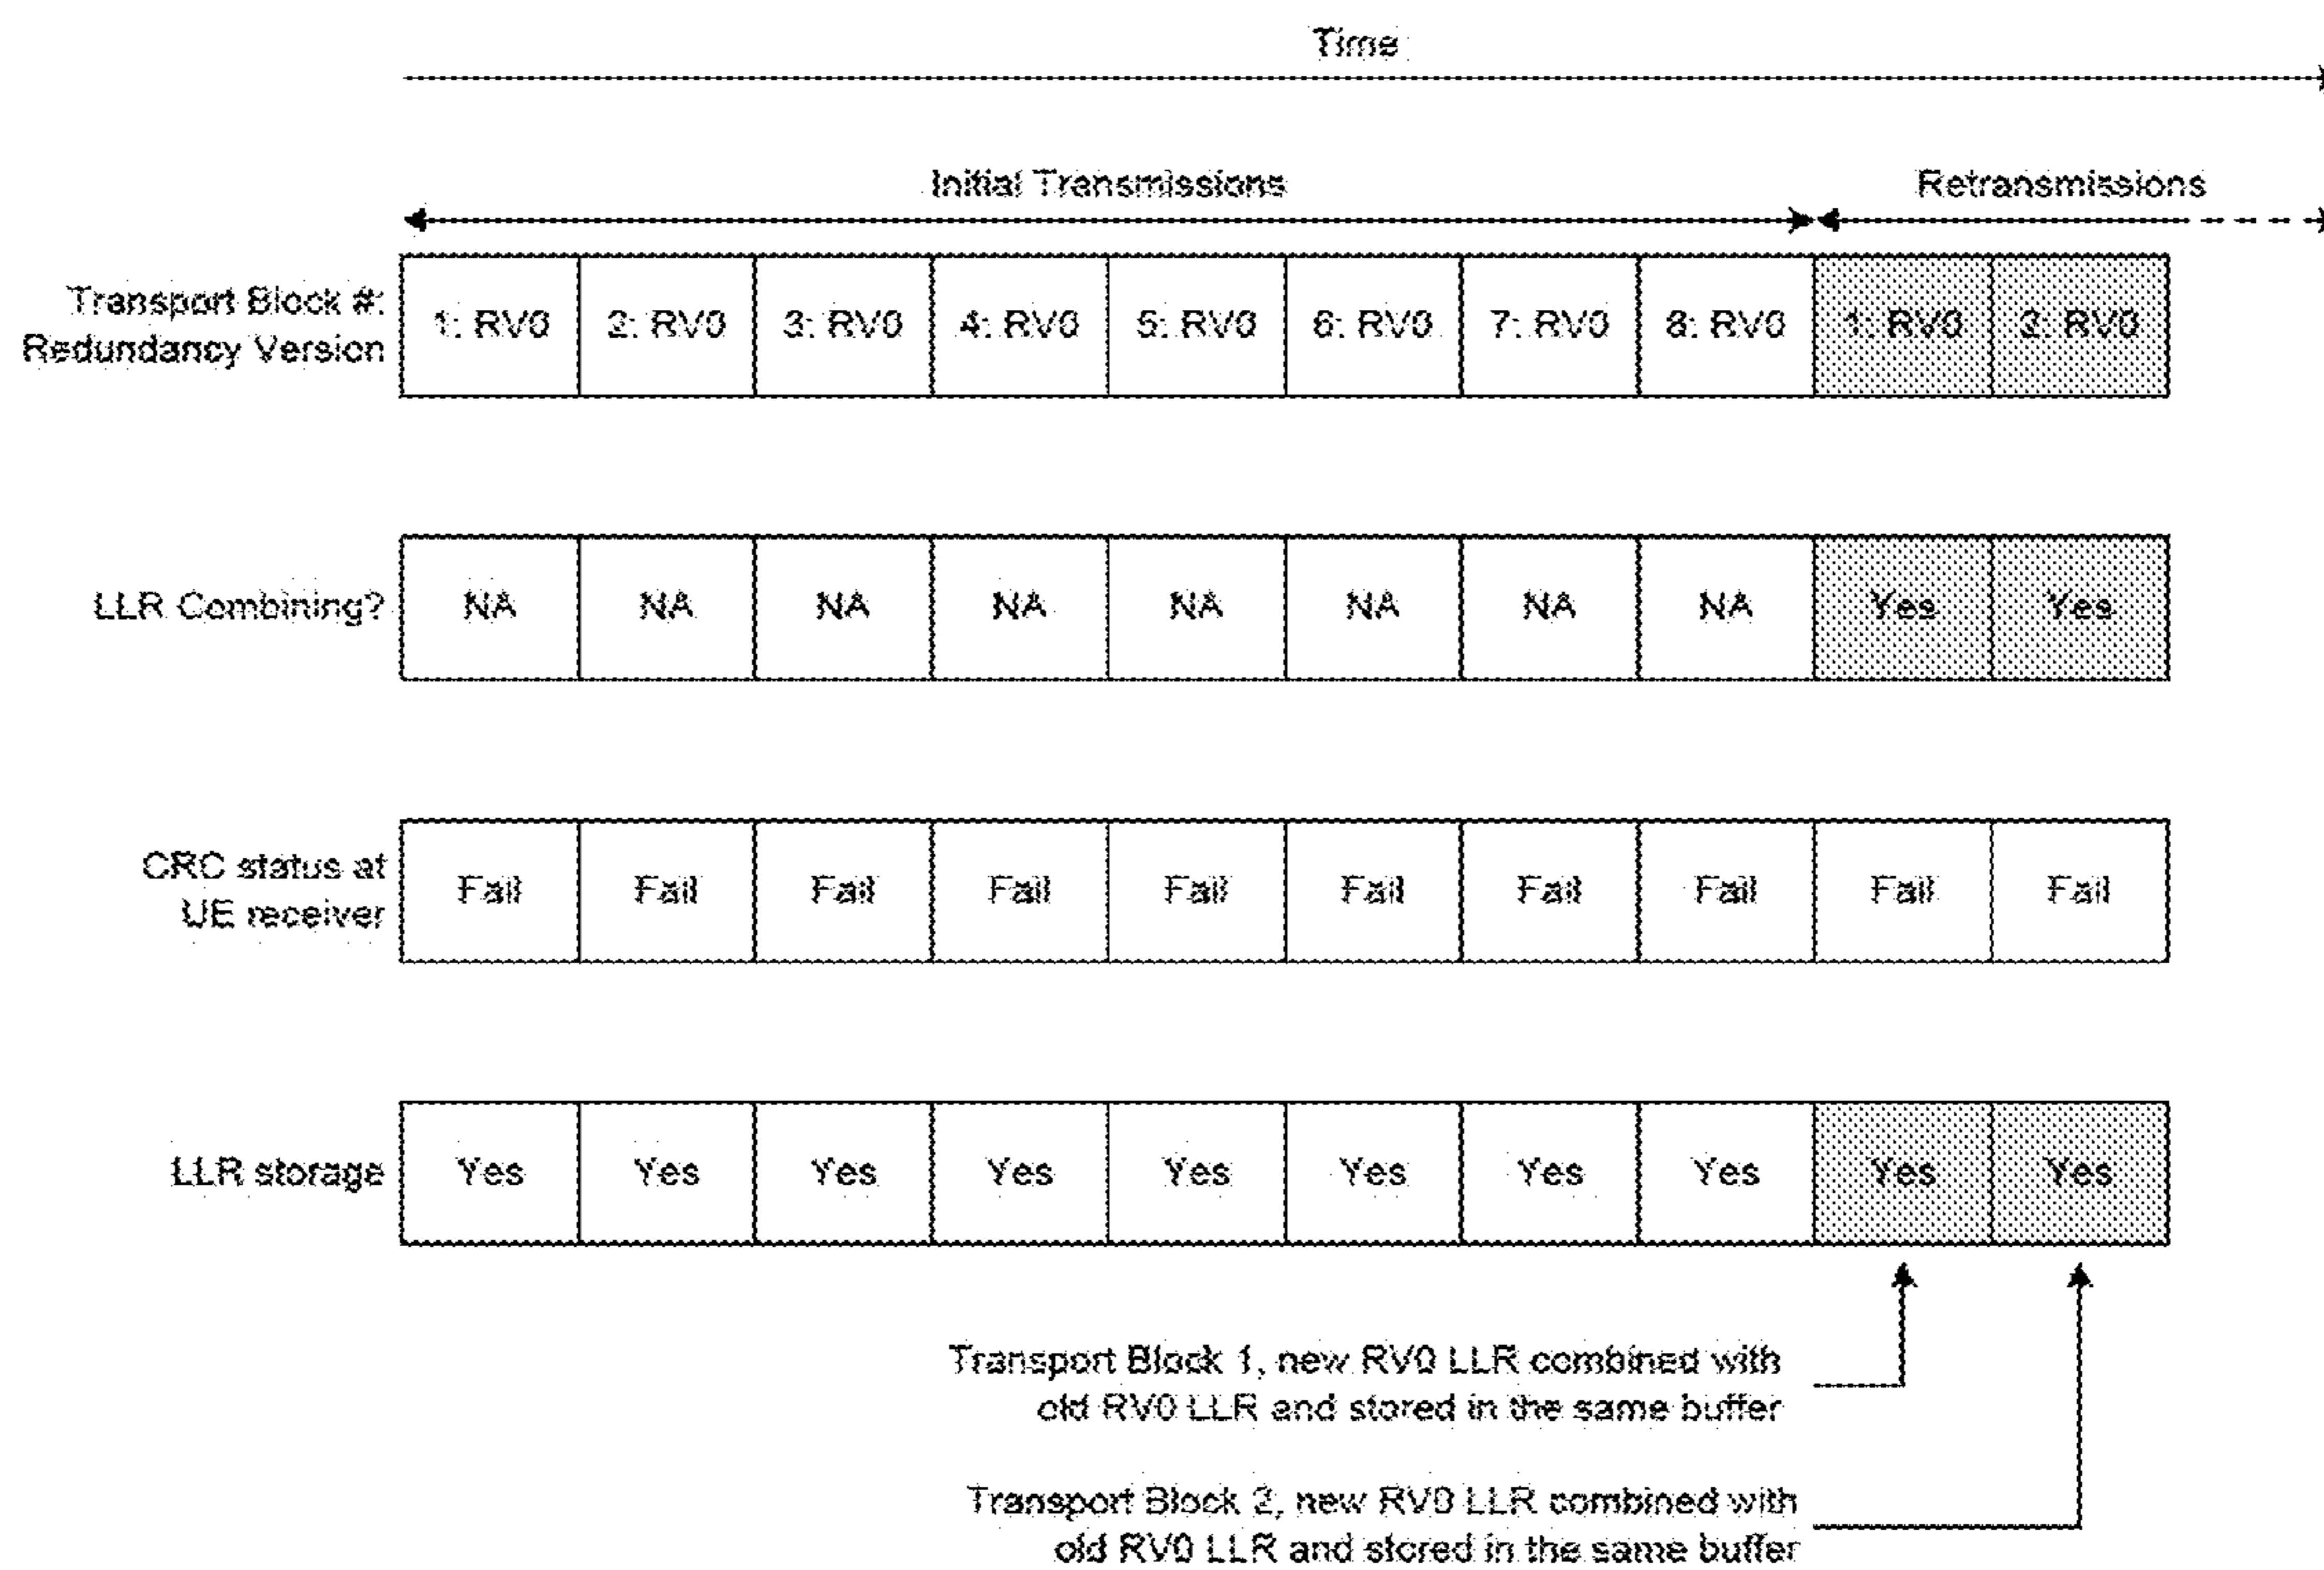 Time
Initial Transmissions Retransmissions
Transport Block #:
Redundancy Version
1: RV0 2: RV0 3: RV0 4: RV0 5: RV0 6: RV0 7: RV0 8: RV0 1: RV0 2: RV0
LLR Combining? NA NA NA NA NA NA NA NA Yes Yes
CRC status at
UE receiver
Fail Fail Fail Fail Fail Fail Fail Fail Fail Fail
LLR storage Yes Yes Yes Yes Yes Yes Yes Yes Yes Yes
Transport Block 1, new RV0 LLR combined with
old RV0 LLR and stored in the same buffer
Transport Block 2, new RV0 LLR combined with
old RV0 LLR and stored in the same buffer